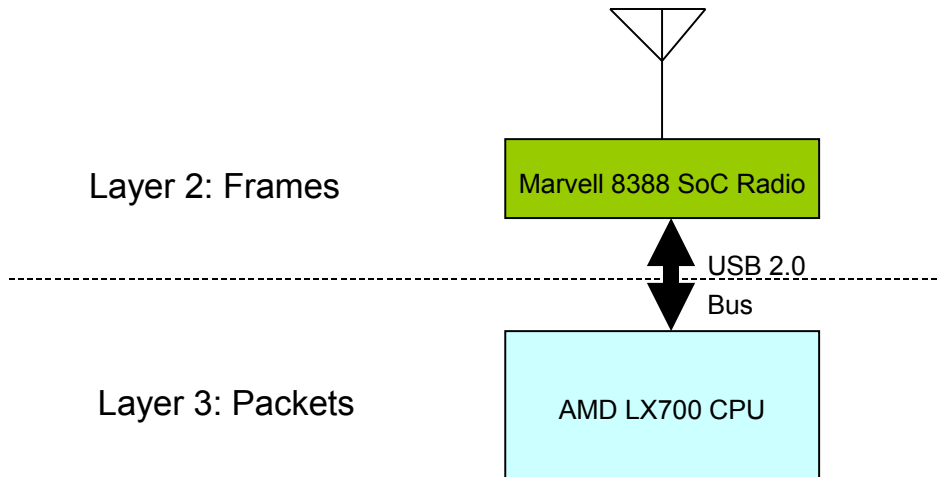 Layer 2: Frames
Marvell 8388 SoC Radio
USB 2.0
Bus
Layer 3: Packets
AMD LX700 CPU